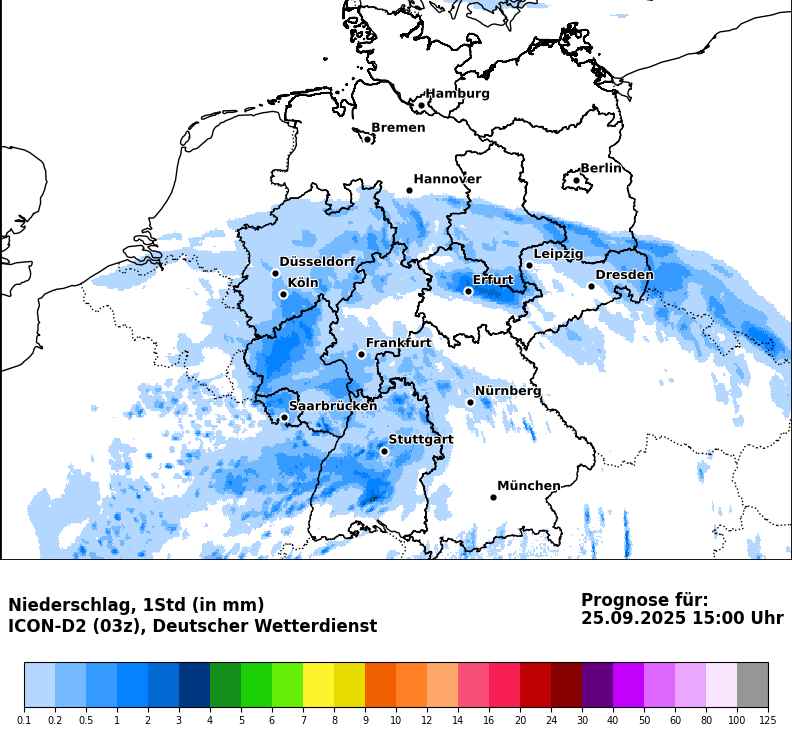 Hamburg
Bremen
Berlin
Hannover
Leipzig
Düsseldorf
Dresden
Köln
Erfurt
Frankfurt
Nürnberg
Saarbrücken
Stuttgart
München
Niederschlag, 1Std (in mm)
ICON-D2 (03z), Deutscher Wetterdienst
Prognose für:
25.09.2025 15:00 Uhr
0.1 0.2 0.5 1 2 3 4 5 6 7 8 9 10 12 14 16 20 24 30 40 50 60 80 100 125